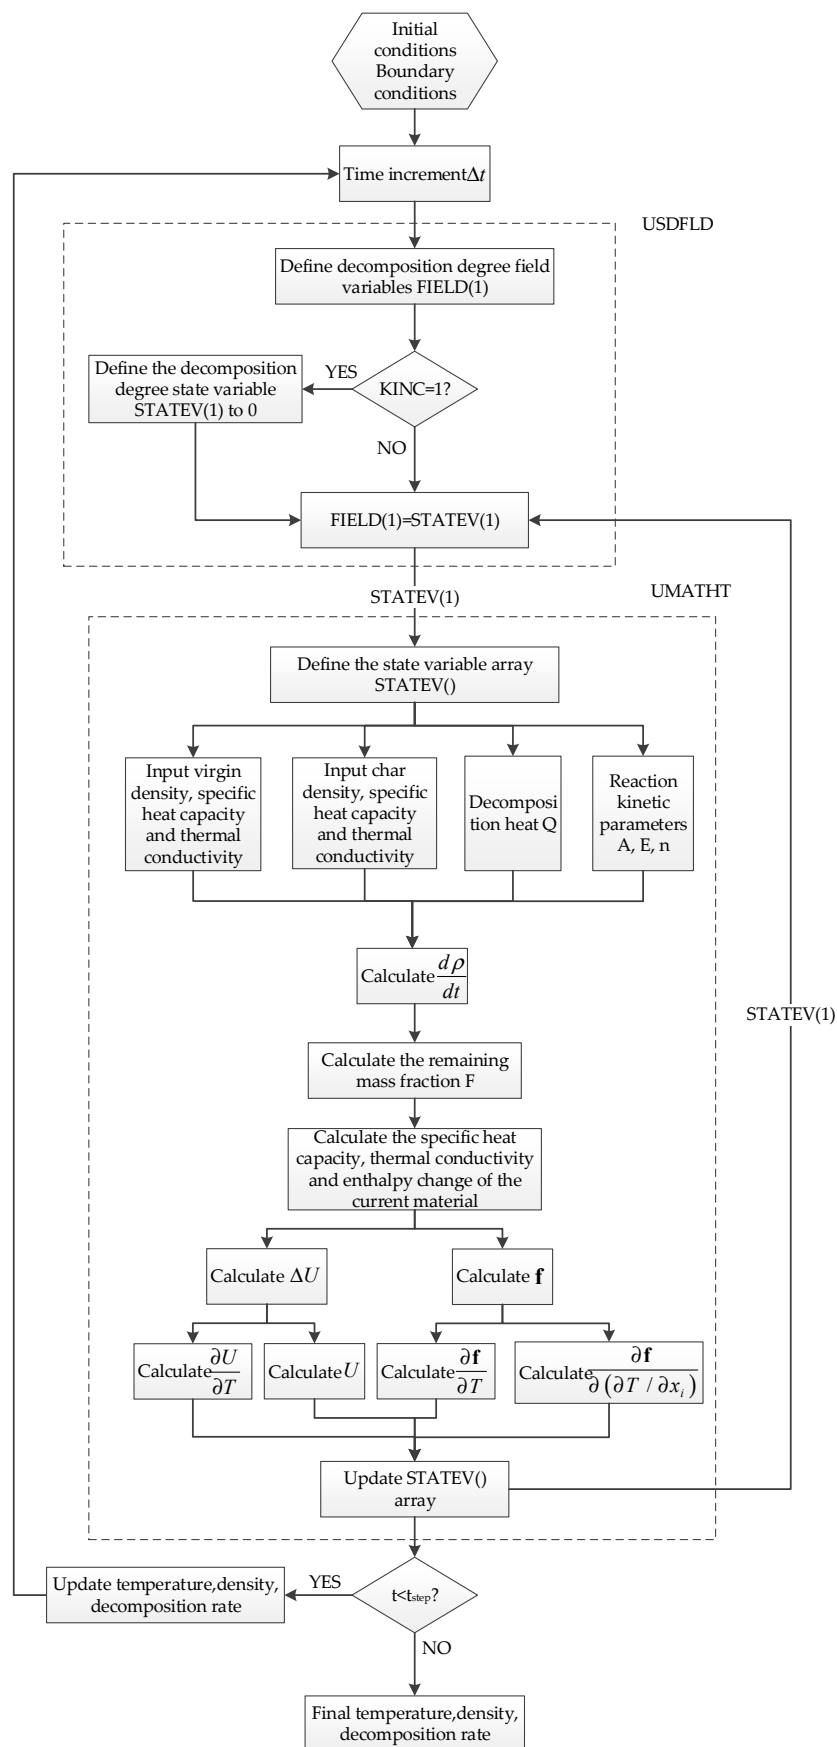 Initial
conditions
Boundary
conditions
Time incrementΔt
USDFLD
Define decomposition degree field
variables FIELD(1)
KINC=1?
YES
Define the decomposition
degree state variable
STATEV(1) to 0
NO
FIELD(1)=STATEV(1)
STATEV(1)
UMATHT
Define the state variable array
STATEV()
Input virgin
density, specific
heat capacity
and thermal
conductivity
Input char
density, specific
heat capacity
and thermal
conductivity
Decomposi
tion heat Q
Reaction
kinetic
parameters
A, E, n
Calculate dρ/dt
STATEV(1)
Calculate the remaining
mass fraction F
Calculate the specific heat
capacity, thermal conductivity
and enthalpy change of the
current material
Calculate ΔU
Calculate f
Calculate ∂U/∂T
Calculate U
Calculate ∂f/∂T
Calculate ∂f/∂(∂T / ∂xᵢ)
Update STATEV()
array
t<tstep?
YES
Update temperature,density,
decomposition rate
NO
Final temperature,density,
decomposition rate